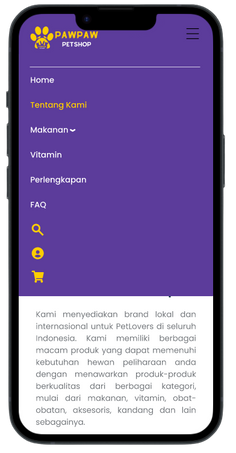 PAWPAW
PETSHOP
Home
Tentang Kami
Makanan
Vitamin
Perlengkapan
FAQ
Kami menyediakan brand lokal dan
internasional untuk PetLovers di seluruh
Indonesia. Kami memiliki berbagai
macam produk yang dapat memenuhi
kebutuhan hewan peliharaan anda
dengan menawarkan produk-produk
berkualitas dari berbagai kategori,
mulai dari makanan, vitamin, obat-
obatan, aksesoris, kandang dan lain
sebagainya.